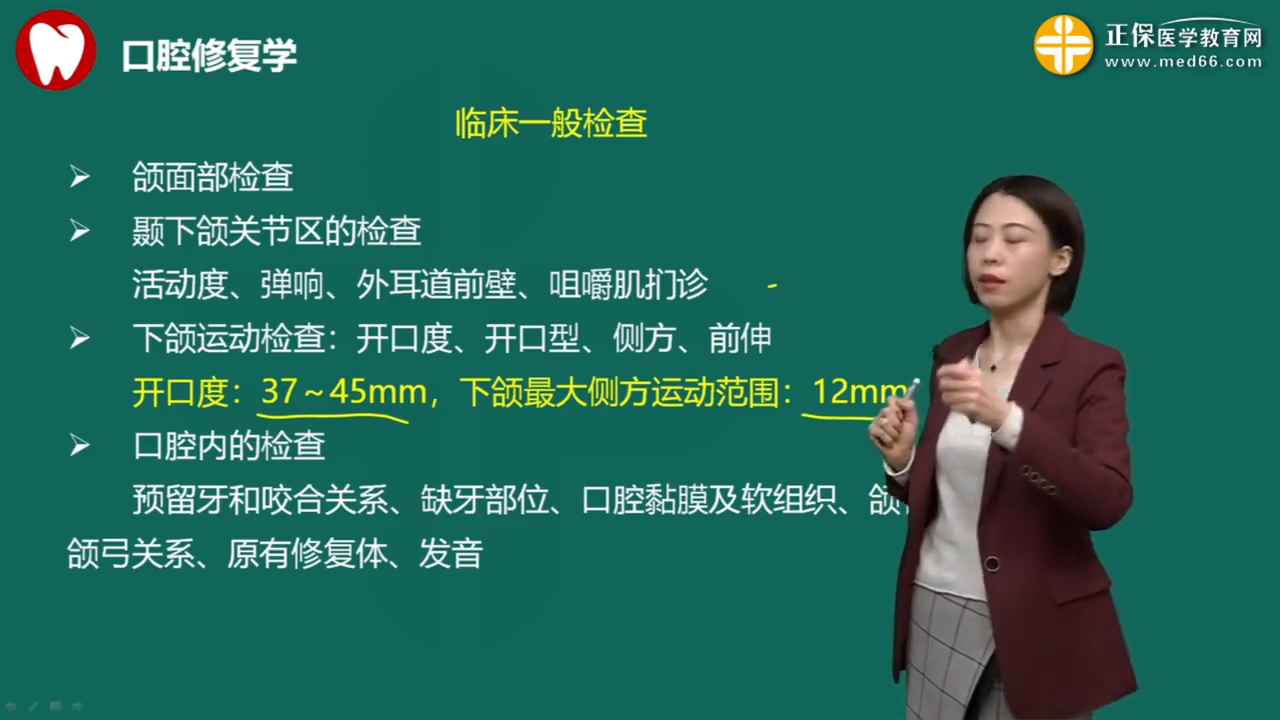 口腔修复学
正保医学教育网
www.med66.com
临床一般检查
颌面部检查
颞下颌关节区的检查
活动度、弹响、外耳道前壁、咀嚼肌扪诊
下颌运动检查：开口度、开口型、侧方、前伸
开口度：37～45mm，下颌最大侧方运动范围：12mm
口腔内的检查
预留牙和咬合关系、缺牙部位、口腔黏膜及软组织、颌
颌弓关系、原有修复体、发音